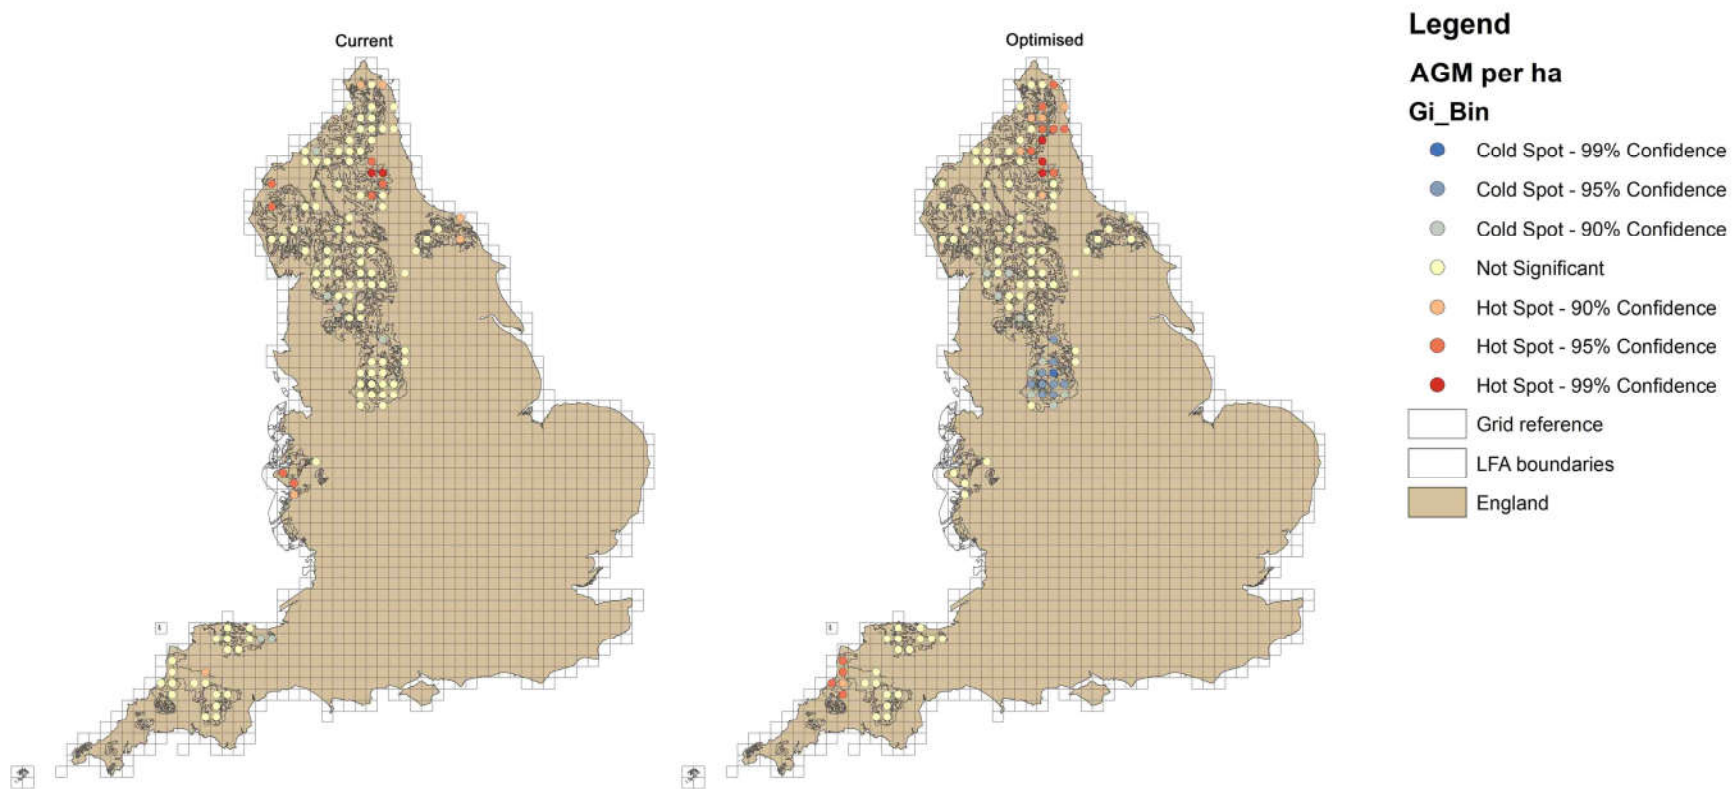 Current
Optimised
Legend
AGM per ha
Gi_Bin
Cold Spot - 99% Confidence
Cold Spot - 95% Confidence
Cold Spot - 90% Confidence
Not Significant
Hot Spot - 90% Confidence
Hot Spot - 95% Confidence
Hot Spot - 99% Confidence
Grid reference
LFA boundaries
England